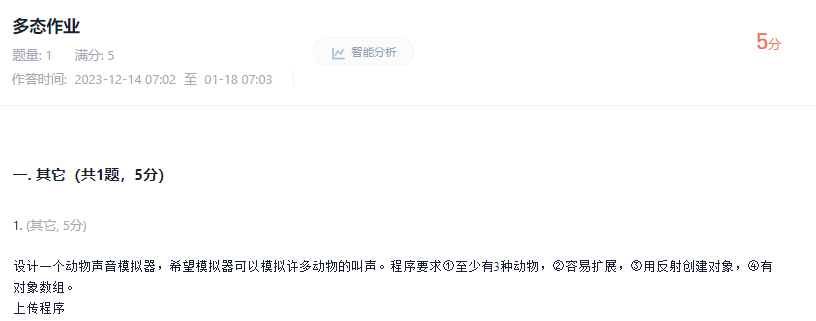 多态作业
题量: 1 满分: 5
智能分析
5分
作答时间: 2023-12-14 07:02 至 01-18 07:03
一. 其它（共1题，5分）
1. (其它, 5分)
设计一个动物声音模拟器，希望模拟器可以模拟许多动物的叫声。程序要求①至少有3种动物，②容易扩展，③用反射创建对象，④有
对象数组。
上传程序